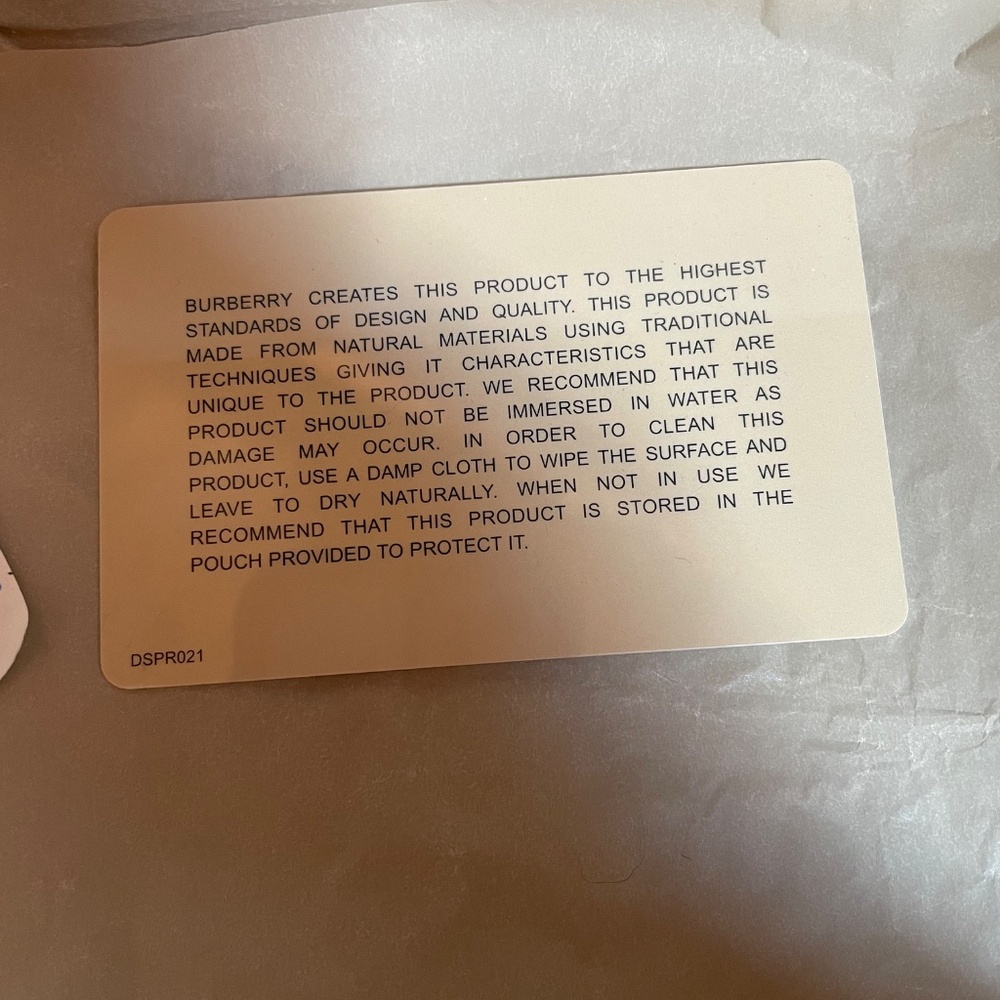 BURBERRY CREATES THIS PRODUCT TO THE HIGHEST
STANDARDS OF DESIGN AND QUALITY. THIS PRODUCT IS
MADE FROM NATURAL MATERIALS USING TRADITIONAL
TECHNIQUES GIVING IT CHARACTERISTICS THAT ARE
UNIQUE TO THE PRODUCT. WE RECOMMEND THAT THIS
PRODUCT SHOULD NOT BE IMMERSED IN WATER AS
DAMAGE MAY OCCUR. IN ORDER TO CLEAN THIS
PRODUCT, USE A DAMP CLOTH TO WIPE THE SURFACE AND
LEAVE TO DRY NATURALLY. WHEN NOT IN USE WE
RECOMMEND THAT THIS PRODUCT IS STORED IN THE
POUCH PROVIDED TO PROTECT IT.
DSPR021